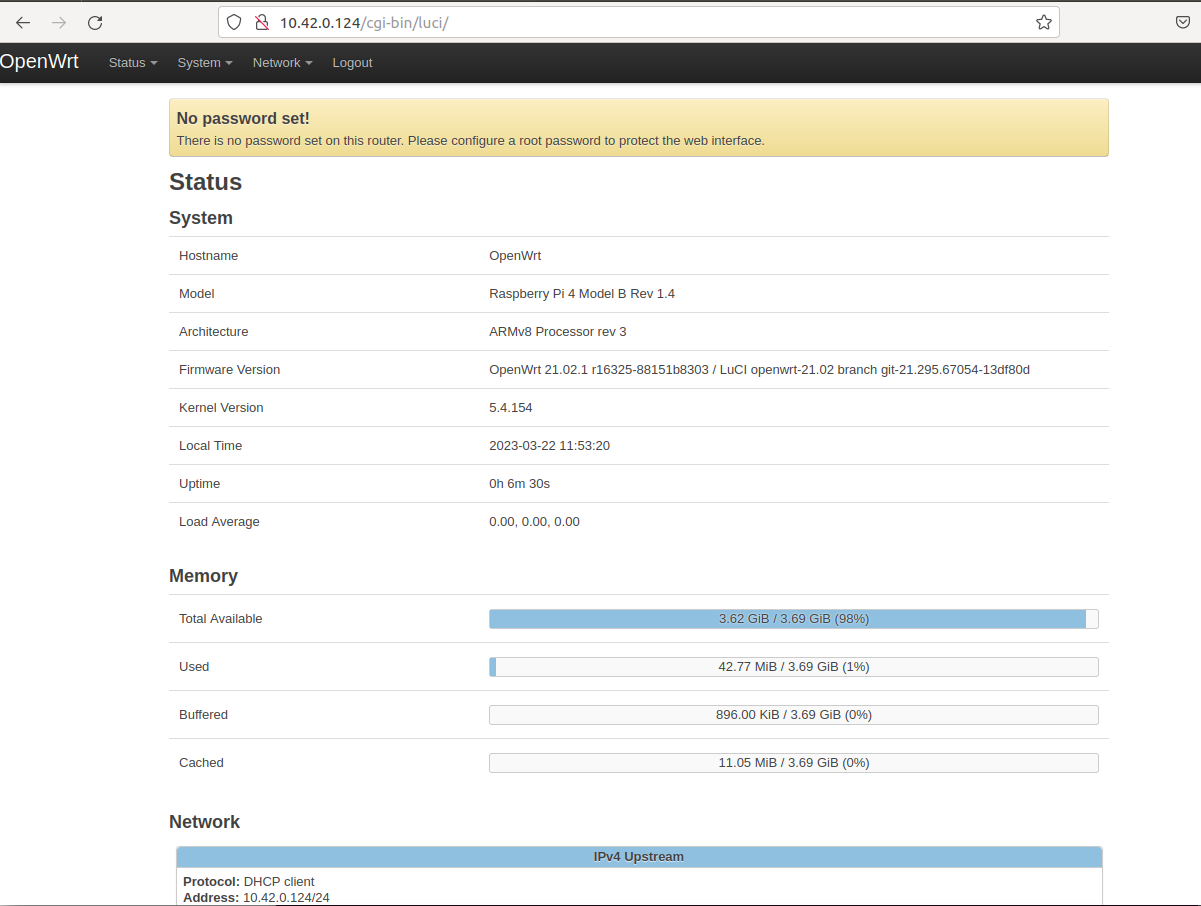 10.42.0.124/cgi-bin/luci/
OpenWrt Status System Network Logout
No password set!
There is no password set on this router. Please configure a root password to protect the web interface.
Status
System
Hostname OpenWrt
Model Raspberry Pi 4 Model B Rev 1.4
Architecture ARMv8 Processor rev 3
Firmware Version OpenWrt 21.02.1 r16325-88151b8303 / LuCI openwrt-21.02 branch git-21.295.67054-13df80d
Kernel Version 5.4.154
Local Time 2023-03-22 11:53:20
Uptime 0h 6m 30s
Load Average 0.00, 0.00, 0.00
Memory
Total Available 3.62 GiB / 3.69 GiB (98%)
Used 42.77 MiB / 3.69 GiB (1%)
Buffered 896.00 KiB / 3.69 GiB (0%)
Cached 11.05 MiB / 3.69 GiB (0%)
Network
IPv4 Upstream
Protocol: DHCP client
Address: 10.42.0.124/24